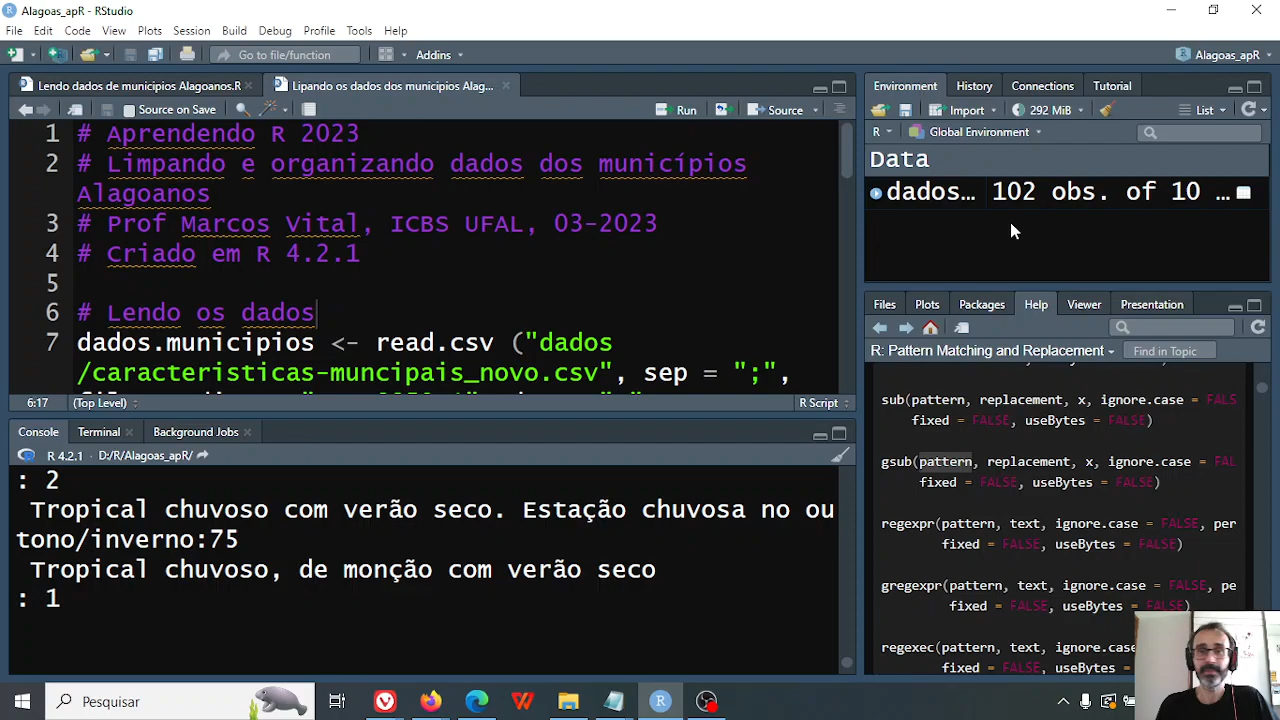 Alagoas_apR - RStudio
File Edit Code View Plots Session Build Debug Profile Tools Help
Go to file/function Addins Alagoas_apR
Lendo dados de municípios Alagoanos.R Lipando os dados dos municípios Alag...
Source on Save Run Source
1 # Aprendendo R 2023
2 # Limpando e organizando dados dos municípios
Alagoanos
3 # Prof Marcos Vital, ICBS UFAL, 03-2023
4 # Criado em R 4.2.1
5
6 # Lendo os dados
7 dados.municipios <- read.csv ("dados
/caracteristicas-muncipais_novo.csv", sep = ";",
6:17 (Top Level) R Script
Console Terminal Background Jobs
R 4.2.1 · D:/R/Alagoas_apR/
: 2
Tropical chuvoso com verão seco. Estação chuvosa no ou
tono/inverno:75
Tropical chuvoso, de monção com verão seco
: 1
Environment History Connections Tutorial
Import 292 MiB List
R Global Environment
Data
dados… 102 obs. of 10 …
Files Plots Packages Help Viewer Presentation
R: Pattern Matching and Replacement Find in Topic
sub(pattern, replacement, x, ignore.case = FALS
fixed = FALSE, useBytes = FALSE)
gsub(pattern, replacement, x, ignore.case = FAL
fixed = FALSE, useBytes = FALSE)
regexpr(pattern, text, ignore.case = FALSE, per
fixed = FALSE, useBytes = FALSE)
gregexpr(pattern, text, ignore.case = FALSE, pe
fixed = FALSE, useBytes = FALSE)
regexec(pattern, text, ignore.case = FALSE, per
fixed = FALSE, useBytes = FALSE)
Pesquisar